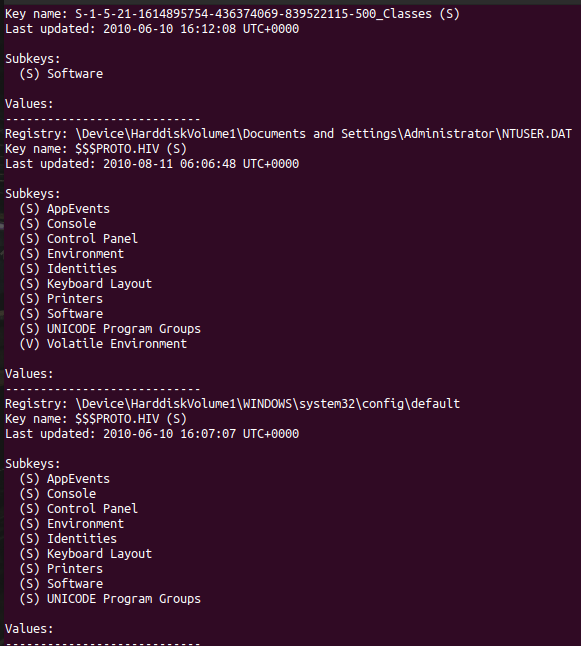 Key name: S-1-5-21-1614895754-436374069-839522115-500_Classes (S)
Last updated: 2010-06-10 16:12:08 UTC+0000
Subkeys:
(S) Software
Values:
----------------------------
Registry: \Device\HarddiskVolume1\Documents and Settings\Administrator\NTUSER.DAT
Key name: $$$PROTO.HIV (S)
Last updated: 2010-08-11 06:06:48 UTC+0000
Subkeys:
(S) AppEvents
(S) Console
(S) Control Panel
(S) Environment
(S) Identities
(S) Keyboard Layout
(S) Printers
(S) Software
(S) UNICODE Program Groups
(V) Volatile Environment
Values:
----------------------------
Registry: \Device\HarddiskVolume1\WINDOWS\system32\config\default
Key name: $$$PROTO.HIV (S)
Last updated: 2010-06-10 16:07:07 UTC+0000
Subkeys:
(S) AppEvents
(S) Console
(S) Control Panel
(S) Environment
(S) Identities
(S) Keyboard Layout
(S) Printers
(S) Software
(S) UNICODE Program Groups
Values:
----------------------------